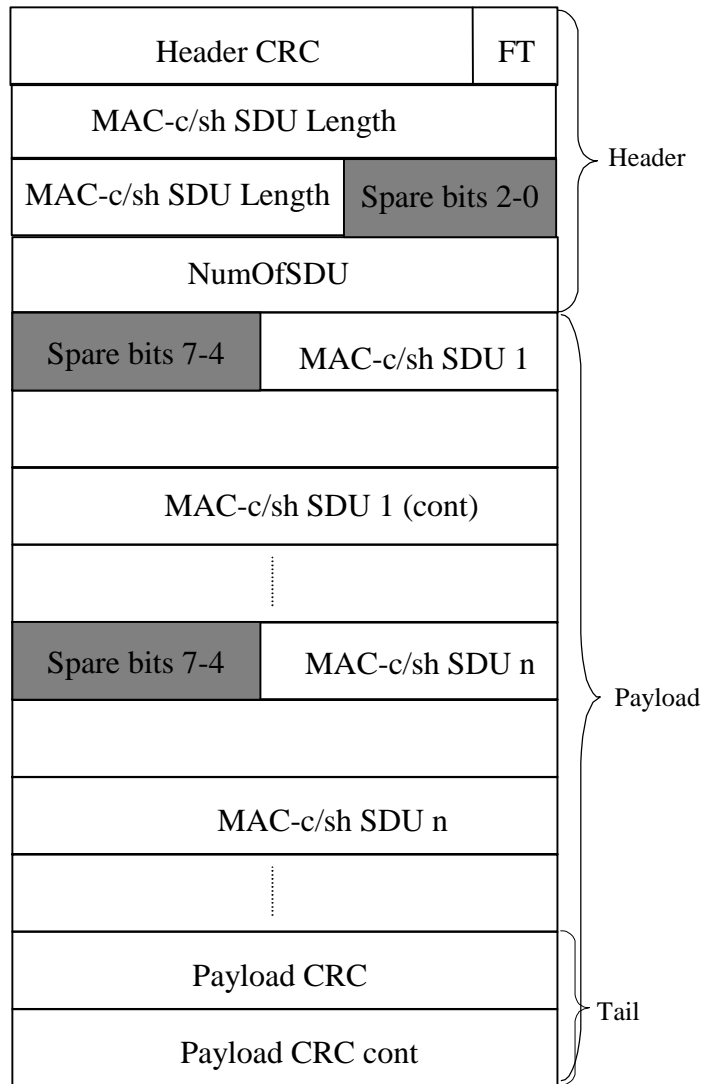 Header CRC FT
MAC-c/sh SDU Length
Header
MAC-c/sh SDU Length Spare bits 2-0
NumOfSDU
Spare bits 7-4 MAC-c/sh SDU 1
MAC-c/sh SDU 1 (cont)
Spare bits 7-4 MAC-c/sh SDU n
Payload
MAC-c/sh SDU n
Payload CRC
Tail
Payload CRC cont